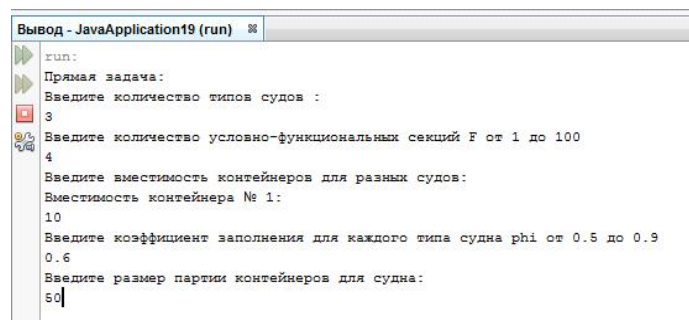 Вывод - JavaApplication19 (run)
run:
Прямая задача:
Введите количество типов судов :
3
Введите количество условно-функциональных секций F от 1 до 100
4
Введите вместимость контейнеров для разных судов:
Вместимость контейнера № 1:
10
Введите коэффициент заполнения для каждого типа судна phi от 0.5 до 0.9
0.6
Введите размер партии контейнеров для судна:
50